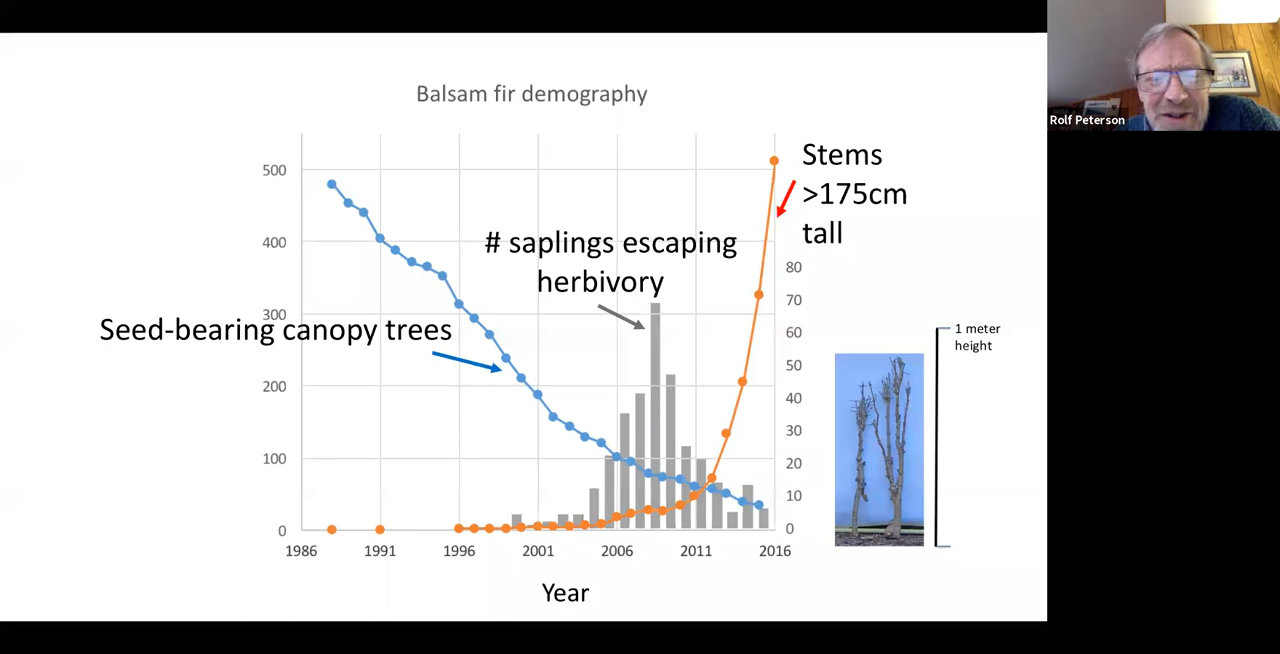 Balsam fir demography
Rolf Peterson
Stems
>175cm
tall
# saplings escaping
herbivory
Seed-bearing canopy trees
500
400
300
200
100
0
80
70
60
50
40
30
20
10
0
1986 1991 1996 2001 2006 2011 2016
Year
1 meter
height